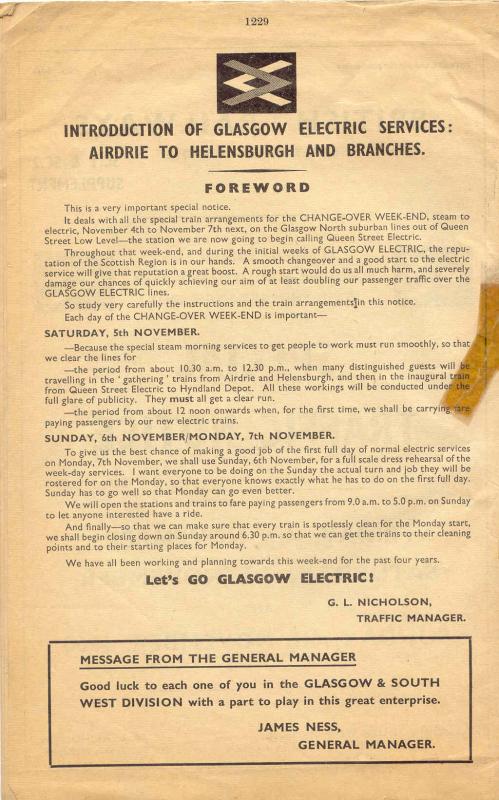 1229
INTRODUCTION OF GLASGOW ELECTRIC SERVICES:
AIRDRIE TO HELENSBURGH AND BRANCHES.
FOREWORD
This is a very important special notice.
It deals with all the special train arrangements for the CHANGE-OVER WEEK-END, steam to
electric, November 4th to November 7th next, on the Glasgow North suburban lines out of Queen
Street Low Level—the station we are now going to begin calling Queen Street Electric.
Throughout that week-end, and during the initial weeks of GLASGOW ELECTRIC, the repu-
tation of the Scottish Region is in our hands. A smooth changeover and a good start to the electric
service will give that reputation a great boost. A rough start would do us all much harm, and severely
damage our chances of quickly achieving our aim of at least doubling our passenger traffic over the
GLASGOW ELECTRIC lines.
So study very carefully the instructions and the train arrangements in this notice.
Each day of the CHANGE-OVER WEEK-END is important—
SATURDAY, 5th NOVEMBER.
—Because the special steam morning services to get people to work must run smoothly, so that
we clear the lines for
—the period from about 10.30 a.m. to 12.30 p.m., when many distinguished guests will be
travelling in the ' gathering ' trains from Airdrie and Helensburgh, and then in the inaugural train
from Queen Street Electric to Hyndland Depot. All these workings will be conducted under the
full glare of publicity. They must all get a clear run.
—the period from about 12 noon onwards when, for the first time, we shall be carrying are
paying passengers by our new electric trains.
SUNDAY, 6th NOVEMBER/MONDAY, 7th NOVEMBER.
To give us the best chance of making a good job of the first full day of normal electric services
on Monday, 7th November, we shall use Sunday, 6th November, for a full scale dress rehearsal of the
week-day services. I want everyone to be doing on the Sunday the actual turn and job they will be
rostered for on the Monday, so that everyone knows exactly what he has to do on the first full day.
Sunday has to go well so that Monday can go even better.
We will open the stations and trains to fare paying passengers from 9.0 a.m. to 5.0 p.m. on Sunday
to let anyone interested have a ride.
And finally—so that we can make sure that every train is spotlessly clean for the Monday start,
we shall begin closing down on Sunday around 6.30 p.m. so that we can get the trains to their cleaning
points and to their starting places for Monday.
We have all been working and planning towards this week-end for the past four years.
Let's GO GLASGOW ELECTRIC!
G. L. NICHOLSON,
TRAFFIC MANAGER.
MESSAGE FROM THE GENERAL MANAGER
Good luck to each one of you in the GLASGOW & SOUTH
WEST DIVISION with a part to play in this great enterprise.
JAMES NESS,
GENERAL MANAGER.